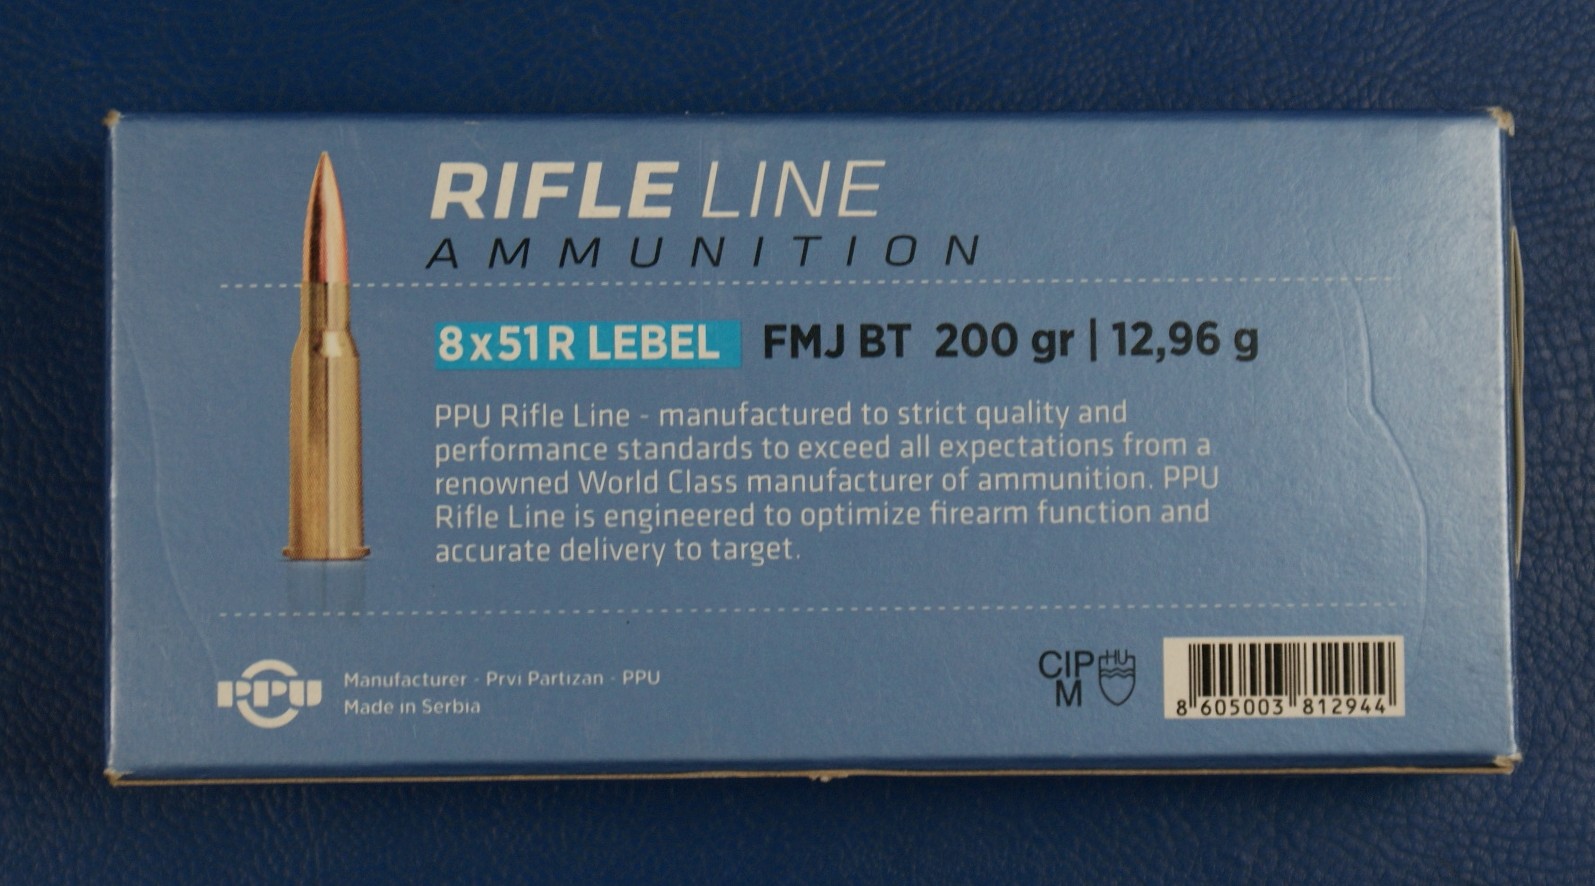 RIFLE LINE
AMMUNITION
8x51R LEBEL FMJ BT 200 gr | 12,96 g
PPU Rifle Line - manufactured to strict quality and
performance standards to exceed all expectations from a
renowned World Class manufacturer of ammunition. PPU
Rifle Line is engineered to optimize firearm function and
accurate delivery to target.
PPU
Manufacturer - Prvi Partizan - PPU
Made in Serbia
CIP
M
HU
8 605003 812944